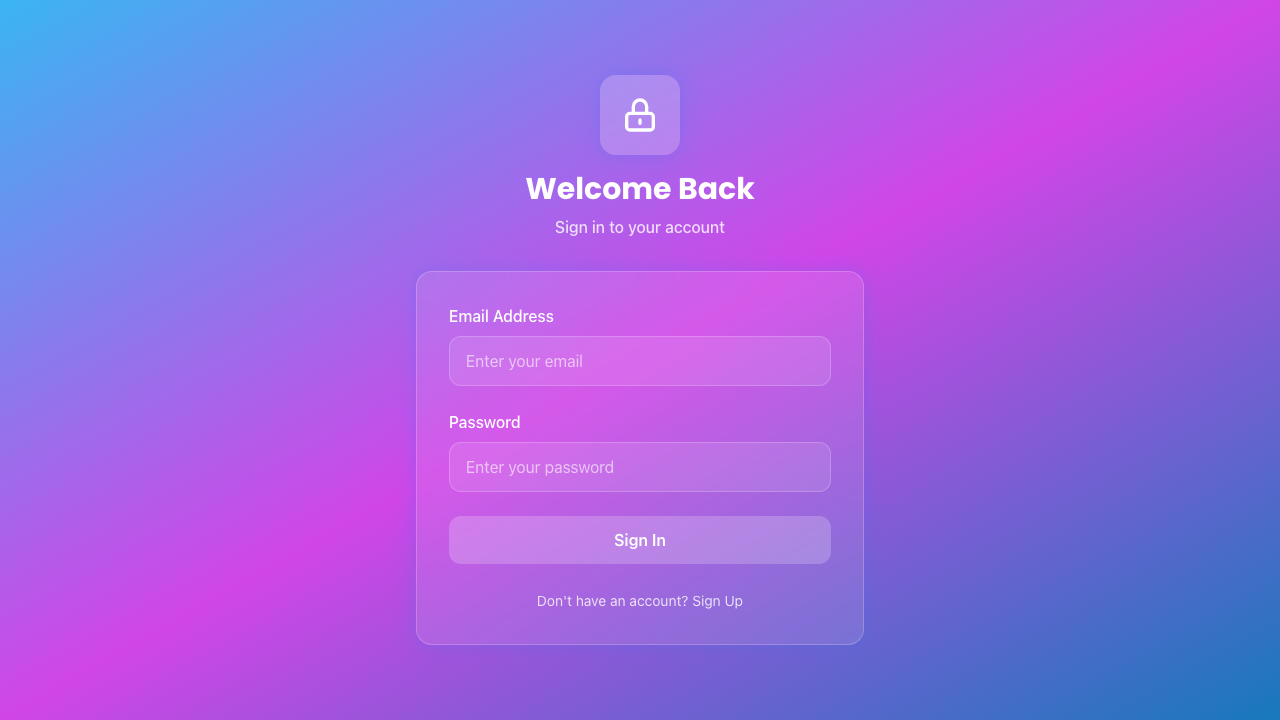 Welcome Back
Sign in to your account
Email Address
Enter your email
Password
Enter your password
Sign In
Don't have an account? Sign Up